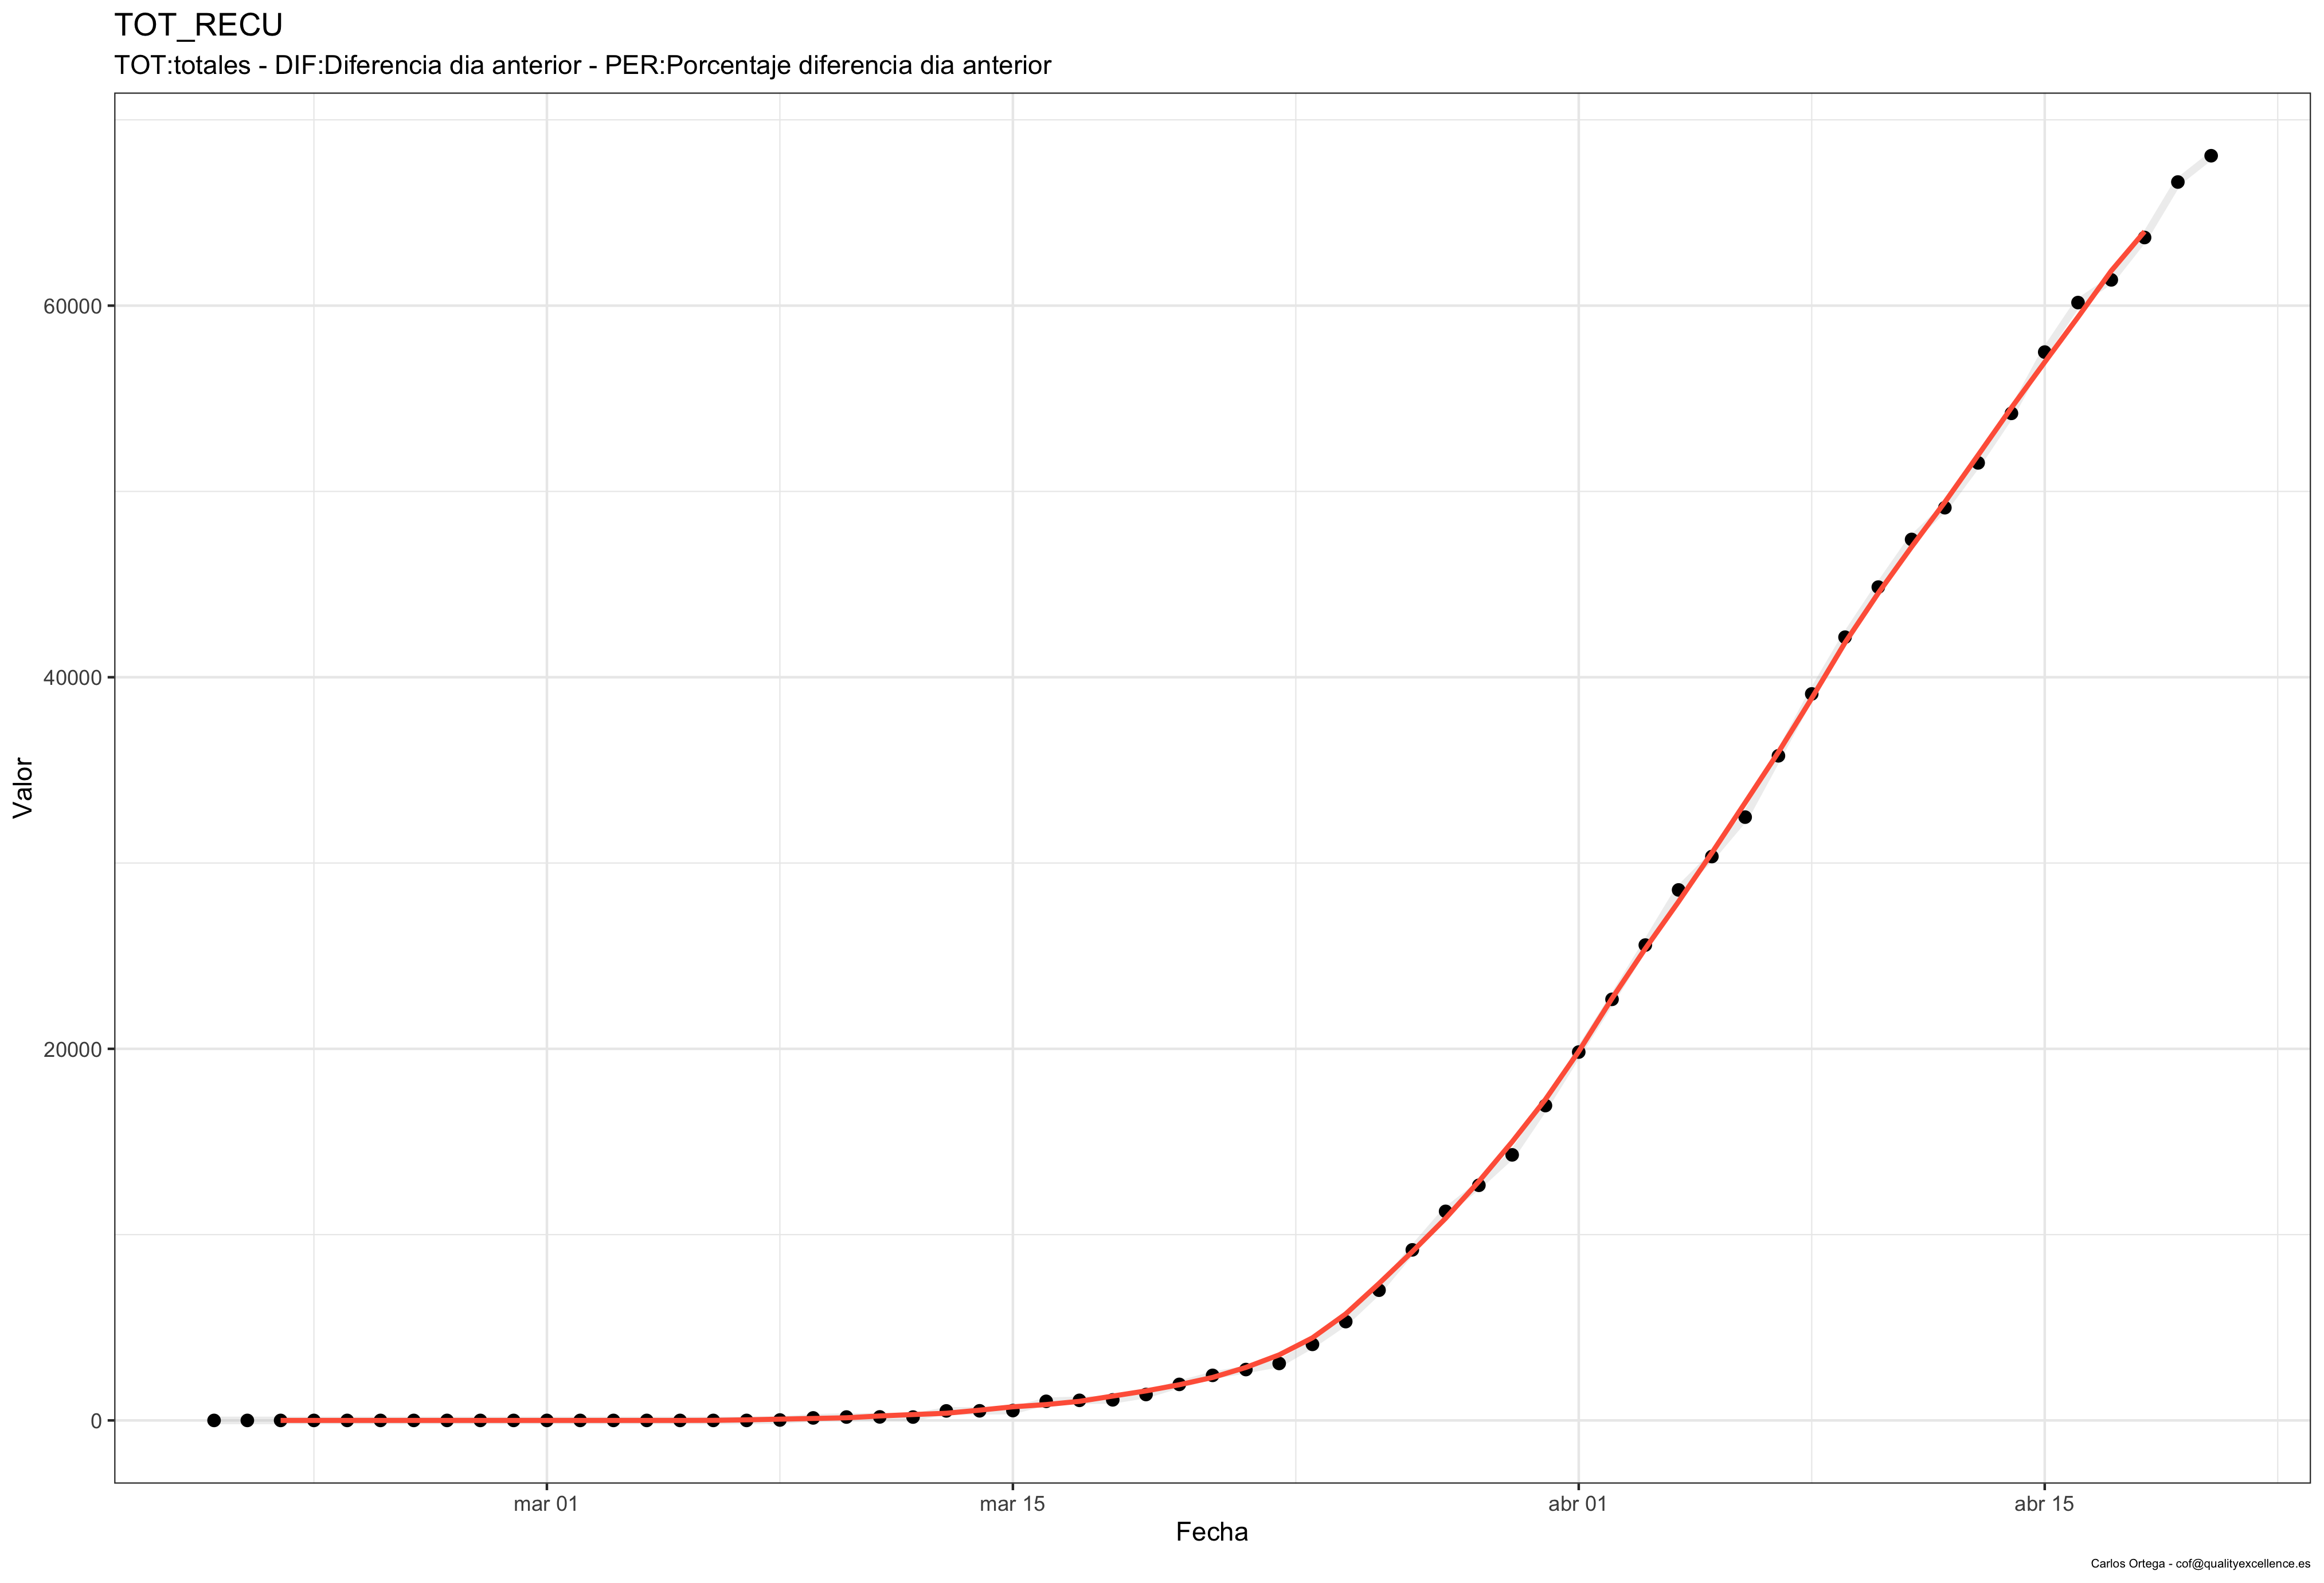 TOT_RECU
TOT:totales - DIF:Diferencia dia anterior - PER:Porcentaje diferencia dia anterior
Valor
60000
40000
20000
0
mar 01
mar 15
abr 01
abr 15
Fecha
Carlos Ortega - cof@qualityexcellence.es